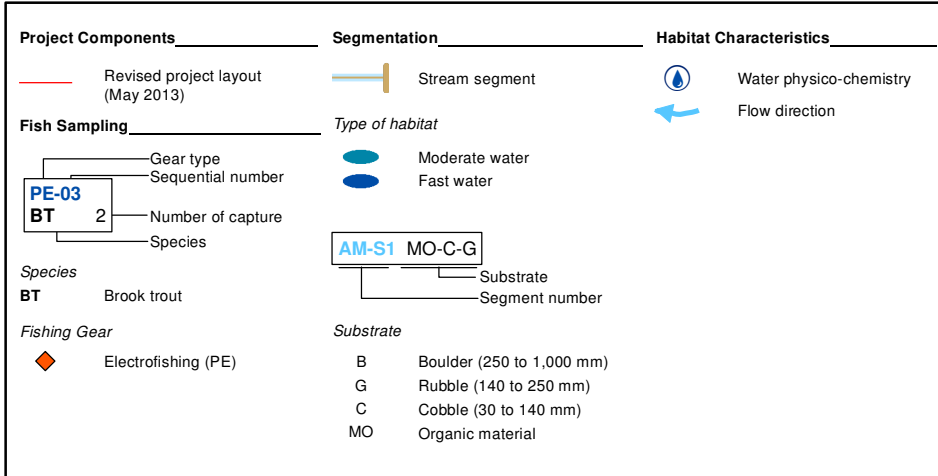 Project Components
Revised project layout
(May 2013)
Fish Sampling
Gear type
Sequential number
PE-03
BT 2
Number of capture
Species
Species
BT Brook trout
Fishing Gear
Electrofishing (PE)
Segmentation
Stream segment
Type of habitat
Moderate water
Fast water
AM-S1 MO-C-G
Substrate
Segment number
Substrate
B Boulder (250 to 1,000 mm)
G Rubble (140 to 250 mm)
C Cobble (30 to 140 mm)
MO Organic material
Habitat Characteristics
Water physico-chemistry
Flow direction